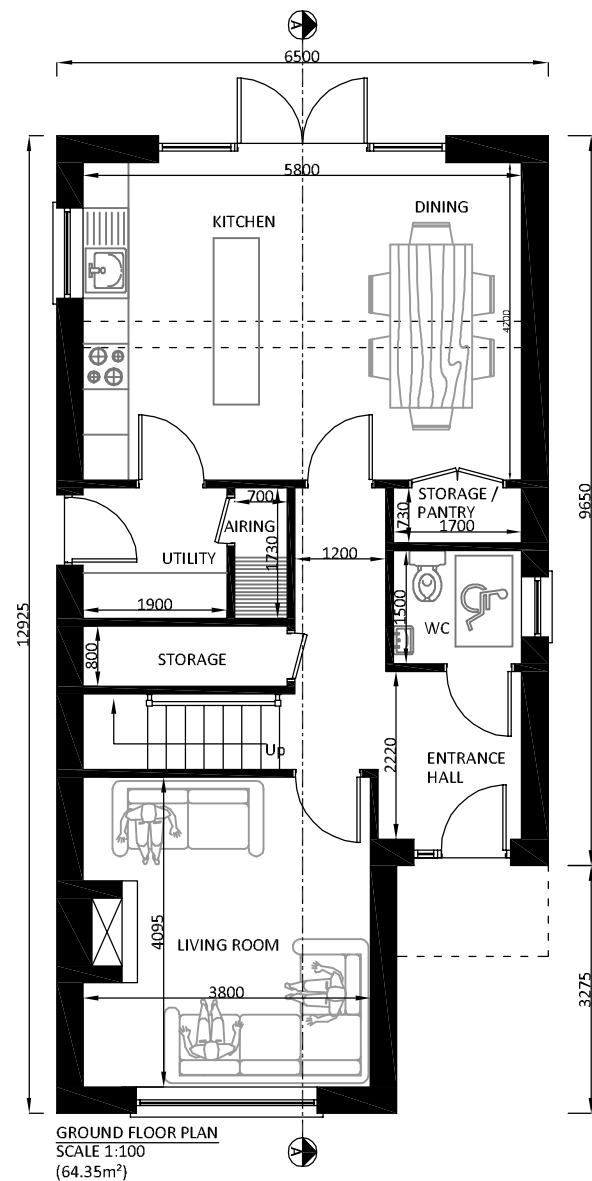 A
6500
5800
DINING
KITCHEN
4200
STORAGE /
PANTRY
700
AIRING
730
1700
1730
9650
UTILITY
1200
1900
1500
WC
12925
800
STORAGE
Up
2220
ENTRANCE
HALL
4095
LIVING ROOM
3800
3275
GROUND FLOOR PLAN
SCALE 1:100
(64.35m²)
A